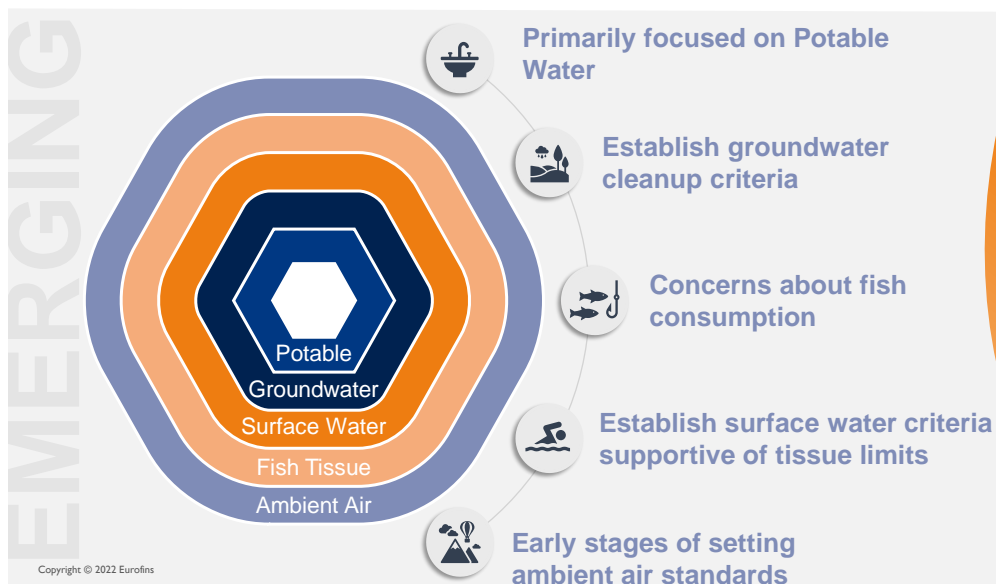 EMERGING
Primarily focused on Potable
Water
Establish groundwater
cleanup criteria
Concerns about fish
consumption
Establish surface water criteria
supportive of tissue limits
Early stages of setting
ambient air standards
Potable
Groundwater
Surface Water
Fish Tissue
Ambient Air
Copyright © 2022 Eurofins